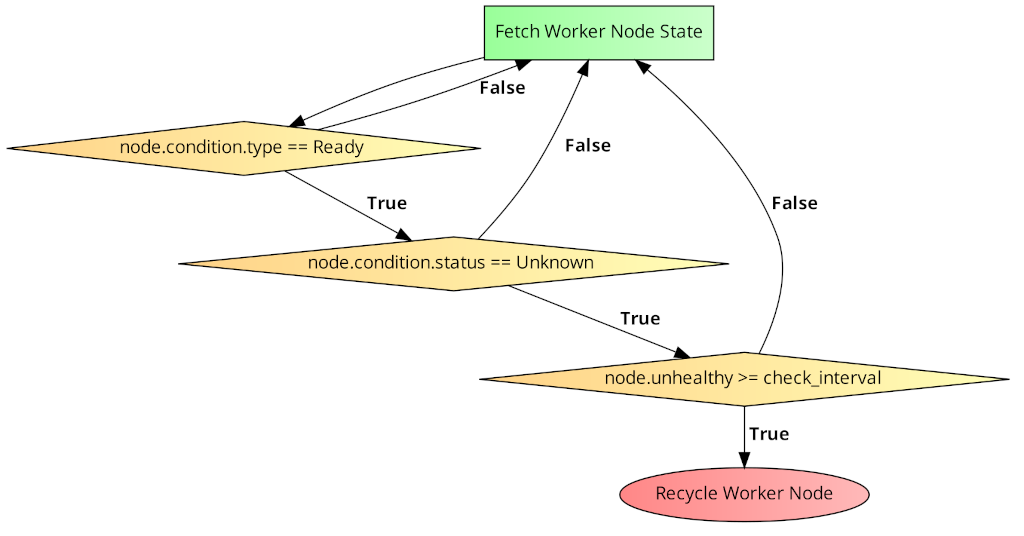 Fetch Worker Node State
False
node.condition.type == Ready
False
True
False
node.condition.status == Unknown
True
node.unhealthy >= check_interval
True
Recycle Worker Node